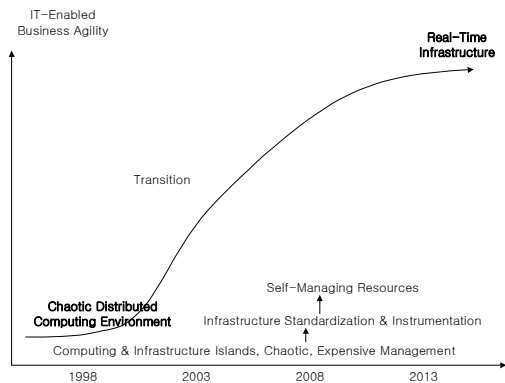 IT-Enabled
Business Agility
Real-Time
Infrastructure
Transition
Self-Managing Resources
Chaotic Distributed
Computing Environment
Infrastructure Standardization & Instrumentation
Computing & Infrastructure Islands, Chaotic, Expensive Management
1998 2003 2008 2013